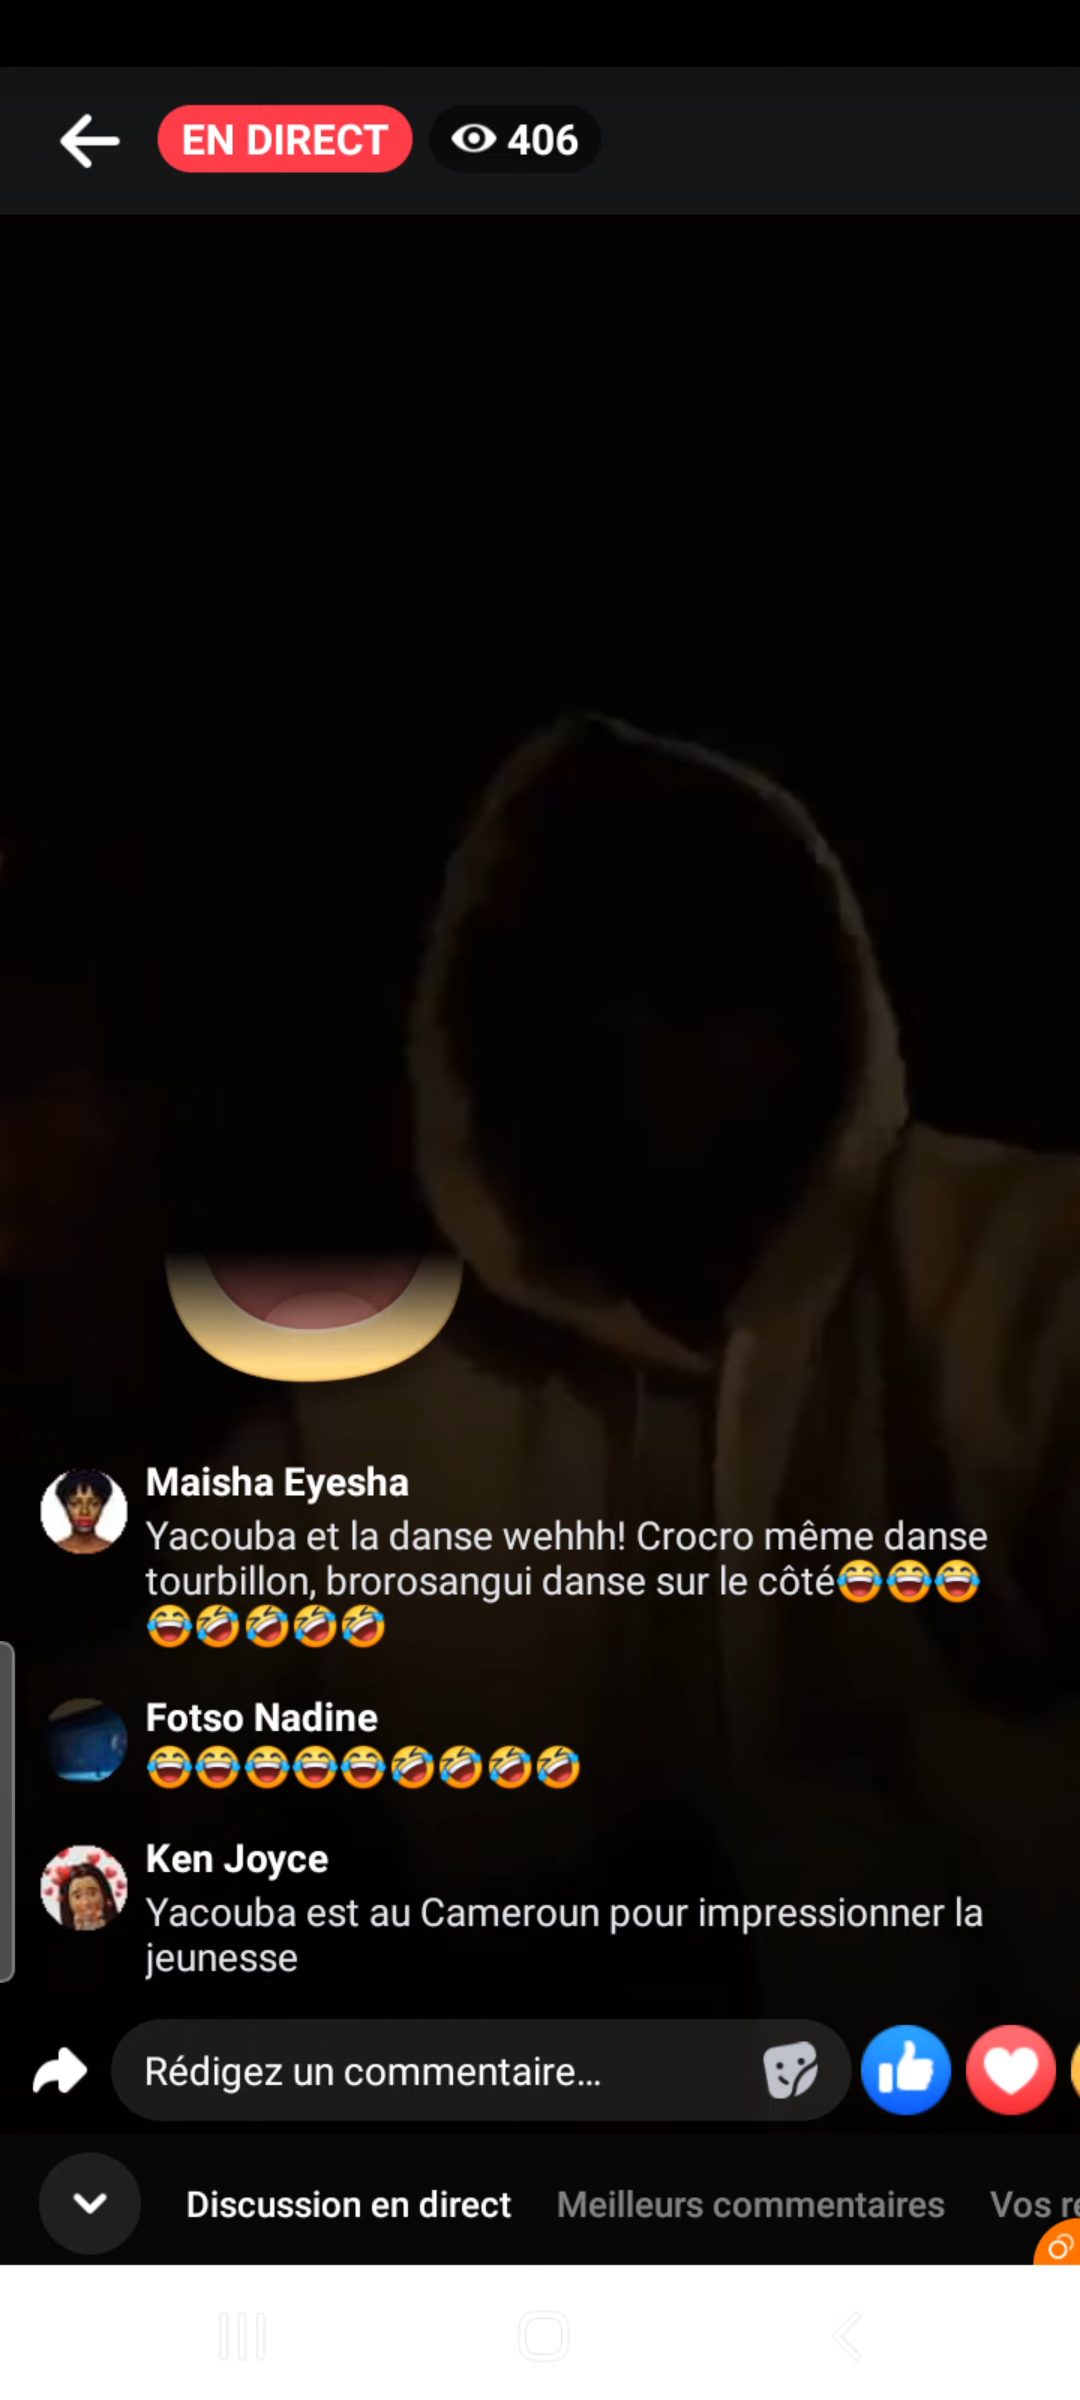 EN DIRECT 406
Maisha Eyesha
Yacouba et la danse wehhh! Crocro même danse
tourbillon, brorosangui danse sur le côté😂😂😂
😂🤣🤣🤣🤣
Fotso Nadine
😂😂😂😂😂🤣🤣🤣🤣
Ken Joyce
Yacouba est au Cameroun pour impressionner la
jeunesse
Rédigez un commentaire...
Discussion en direct Meilleurs commentaires Vos